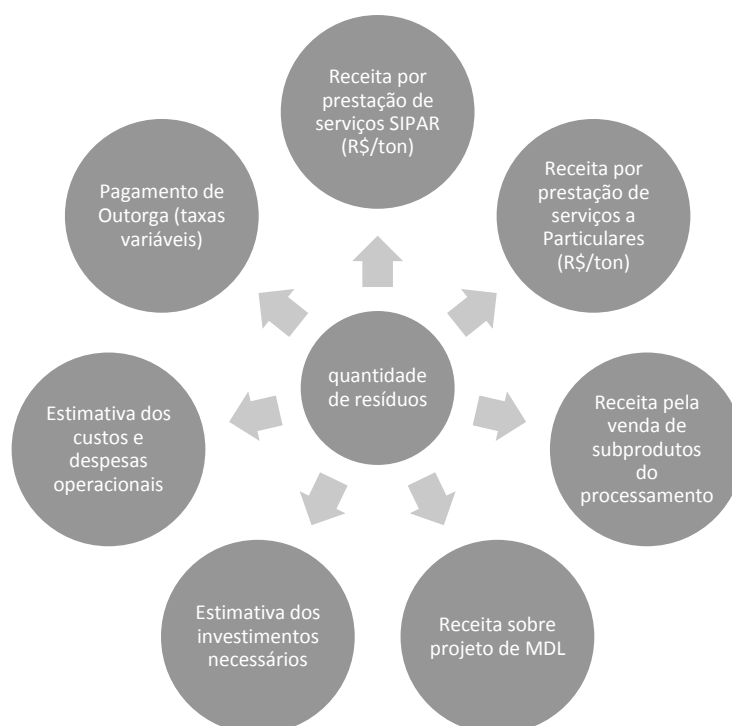 Receita por
prestação de
serviços SIPAR
(R$/ton)
Receita por
prestação de
serviços a
Particulares
(R$/ton)
Receita pela
venda de
subprodutos
do
processamento
Receita sobre
projeto de MDL
Estimativa dos
investimentos
necessários
Estimativa dos
custos e
despesas
operacionais
Pagamento de
Outorga (taxas
variáveis)
quantidade
de resíduos